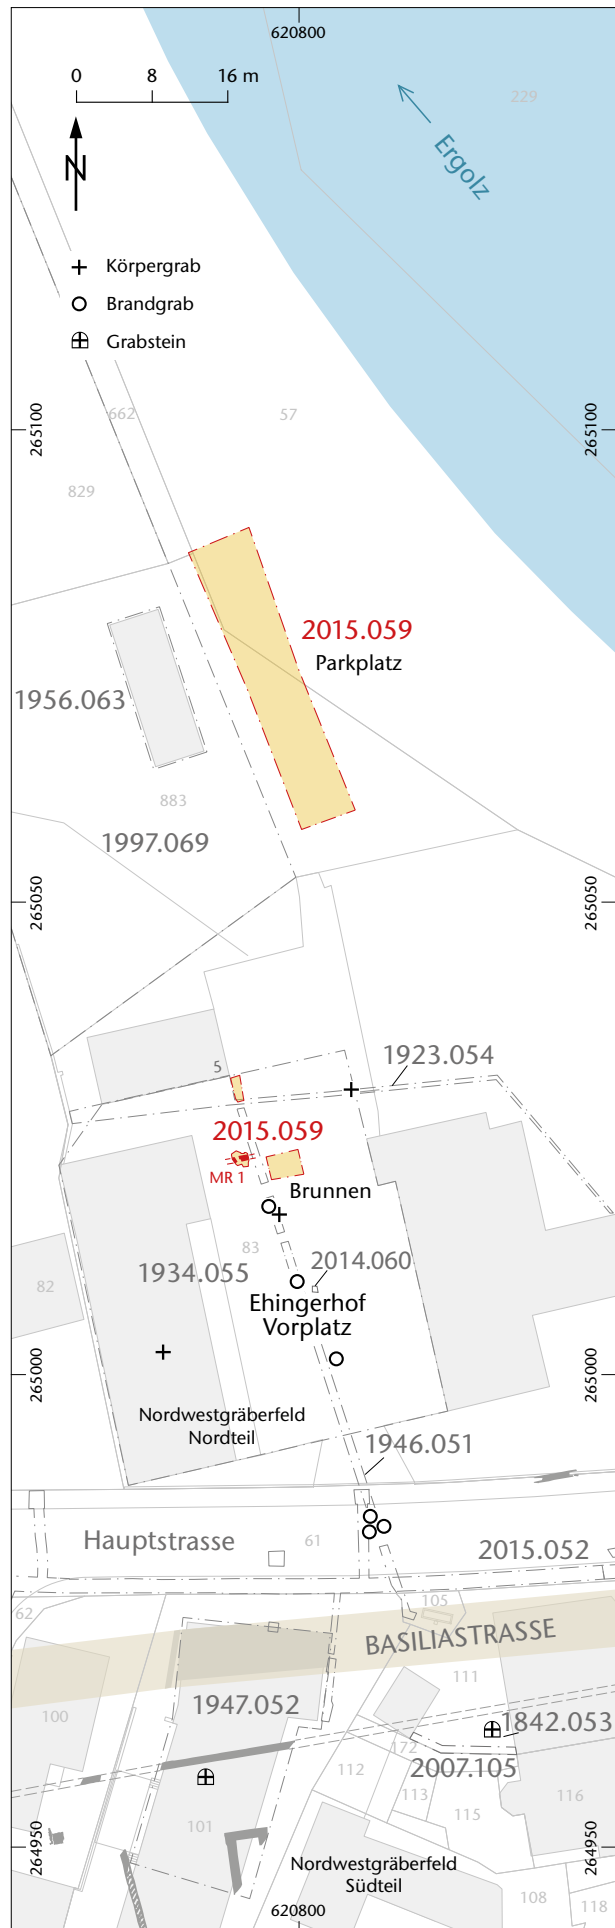 620800
0 8 16 m
229
Ergolz
N
Körpergrab
Brandgrab
Grabstein
265100
265100
662
57
829
2015.059
Parkplatz
1956.063
883
1997.069
265050
265050
5
1923.054
2015.059
MR 1
Brunnen
83
2014.060
82
1934.055
Ehingerhof
Vorplatz
265000
265000
Nordwestgräberfeld
Nordteil
1946.051
Hauptstrasse
61
2015.052
105
62
BASILIASTRASSE
111
100
1947.052
1842.053
172
2007.105
112
113
115
116
101
264950
264950
Nordwestgräberfeld
Südteil
108
118
620800